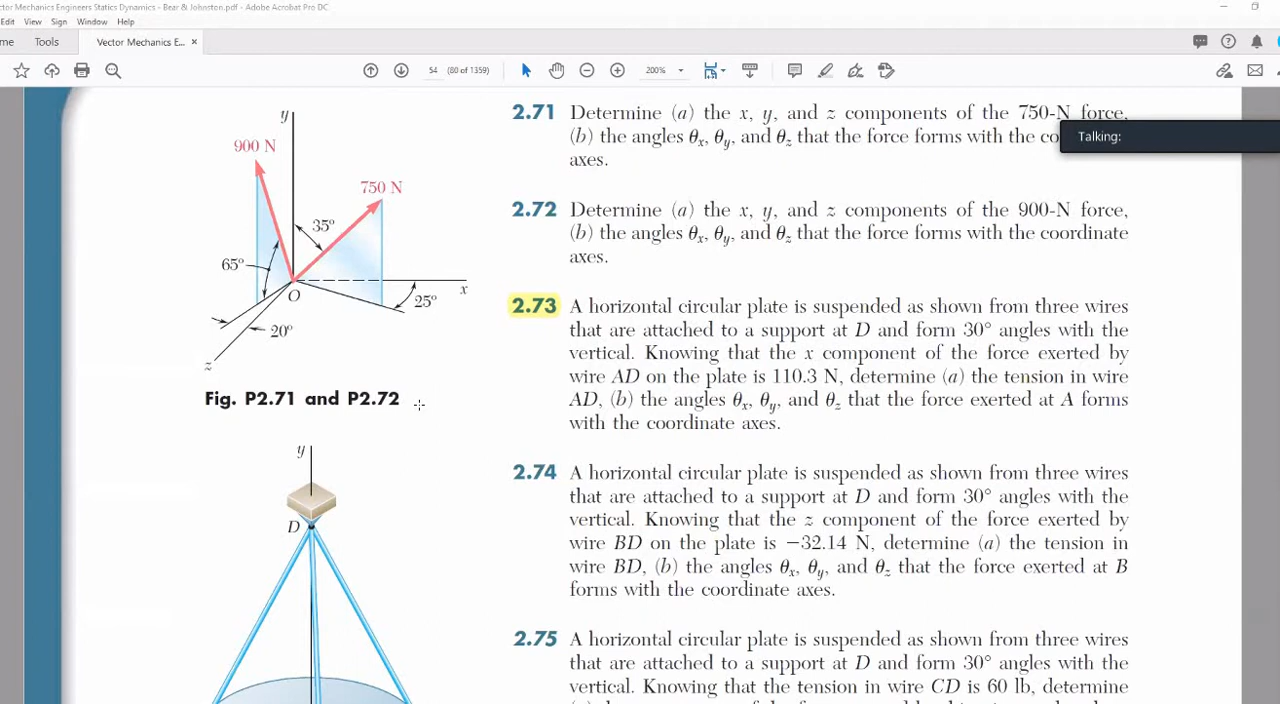 ctor Mechanics Engineers Statics Dynamics - Bear & Johnston.pdf - Adobe Acrobat Pro DC
Edit View Sign Window Help
me Tools Vector Mechanics E... ×
54 (80 of 1359) 200%
y
900 N
750 N
35°
65°
O
x
25°
20°
z
Fig. P2.71 and P2.72
y
D
2.71 Determine (a) the x, y, and z components of the 750-N force,
(b) the angles θx, θy, and θz that the force forms with the co
axes.
Talking:
2.72 Determine (a) the x, y, and z components of the 900-N force,
(b) the angles θx, θy, and θz that the force forms with the coordinate
axes.
2.73 A horizontal circular plate is suspended as shown from three wires
that are attached to a support at D and form 30° angles with the
vertical. Knowing that the x component of the force exerted by
wire AD on the plate is 110.3 N, determine (a) the tension in wire
AD, (b) the angles θx, θy, and θz that the force exerted at A forms
with the coordinate axes.
2.74 A horizontal circular plate is suspended as shown from three wires
that are attached to a support at D and form 30° angles with the
vertical. Knowing that the z component of the force exerted by
wire BD on the plate is −32.14 N, determine (a) the tension in
wire BD, (b) the angles θx, θy, and θz that the force exerted at B
forms with the coordinate axes.
2.75 A horizontal circular plate is suspended as shown from three wires
that are attached to a support at D and form 30° angles with the
vertical. Knowing that the tension in wire CD is 60 lb, determine